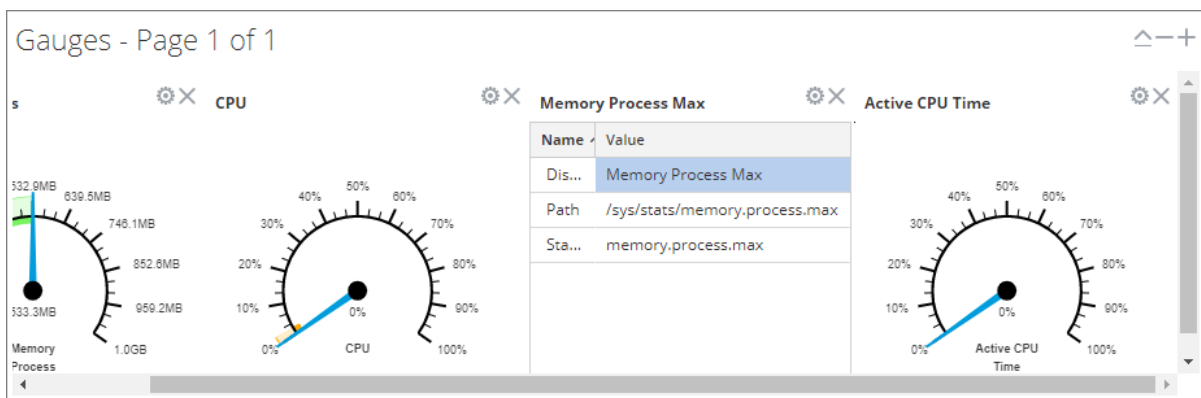 Gauges - Page 1 of 1
s
CPU
Memory Process Max
Active CPU Time
532.9MB
639.5MB
746.1MB
852.6MB
959.2MB
1.0GB
533.3MB
Memory
Process
0%
10%
20%
30%
40%
50%
60%
70%
80%
90%
100%
0%
CPU
Name Value
Dis... Memory Process Max
Path /sys/stats/memory.process.max
Sta... memory.process.max
0%
10%
20%
30%
40%
50%
60%
70%
80%
90%
100%
0%
Active CPU
Time